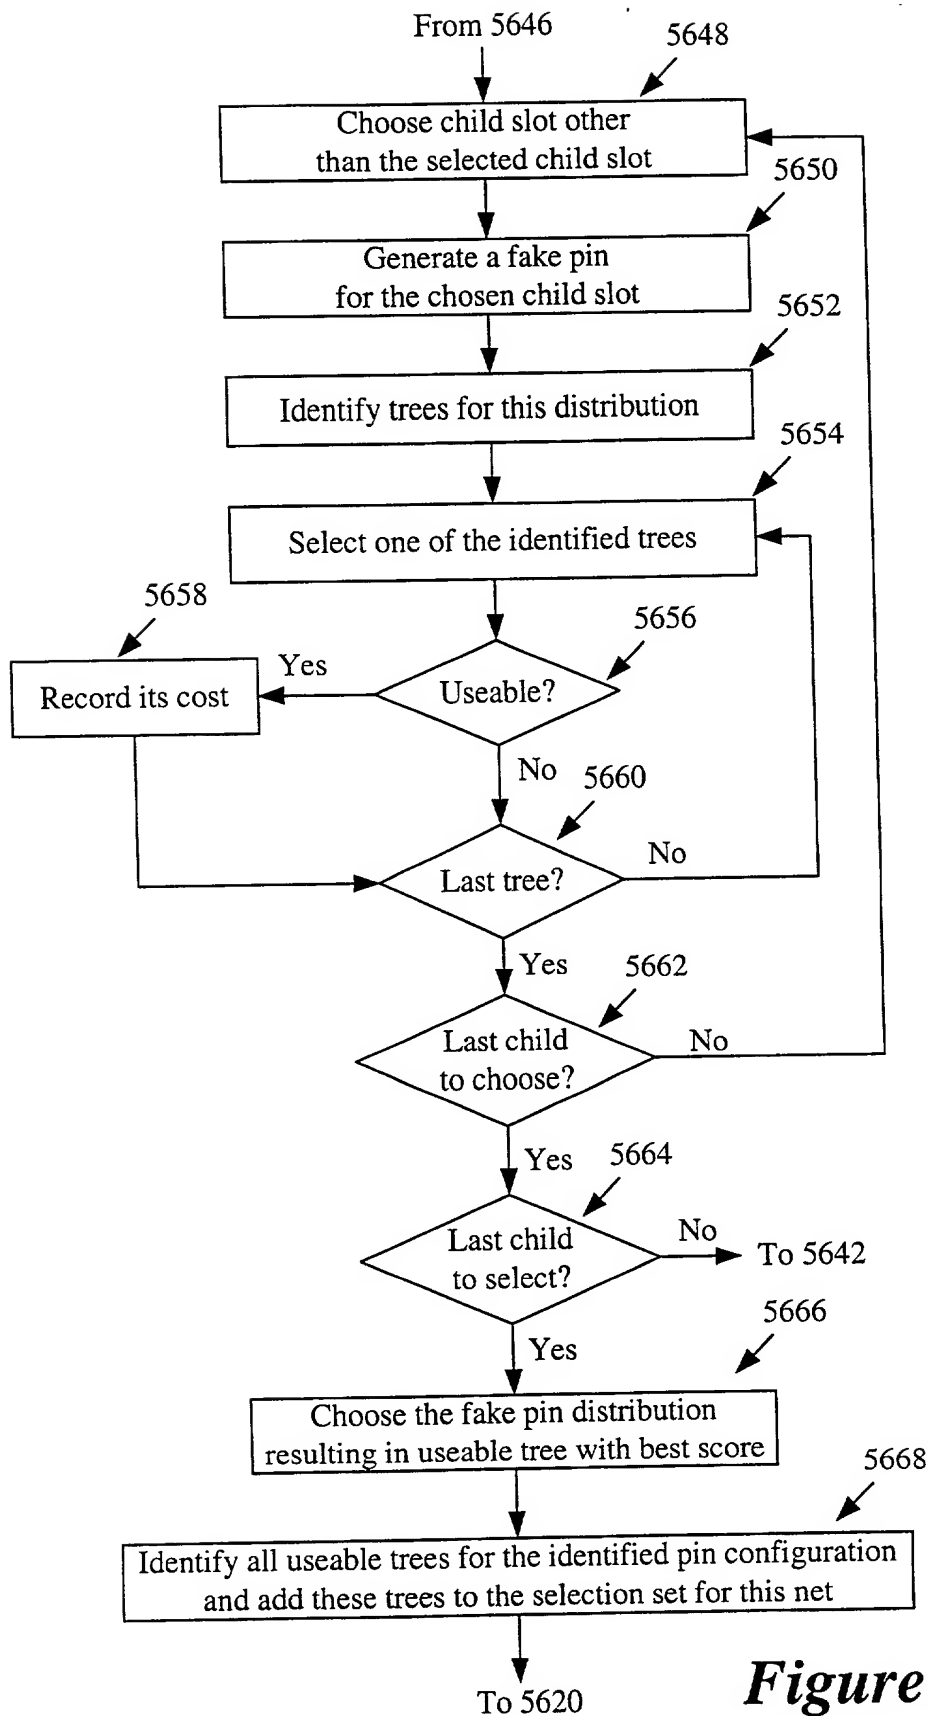 From 5646
5648
Choose child slot other
than the selected child slot
5650
Generate a fake pin
for the chosen child slot
5652
Identify trees for this distribution
5654
Select one of the identified trees
5658
5656
Yes
Record its cost
Useable?
No
5660
Last tree?
No
Yes
5662
Last child
to choose?
No
Yes
5664
Last child
to select?
No
To 5642
5666
Yes
Choose the fake pin distribution
resulting in useable tree with best score
5668
Identify all useable trees for the identified pin configuration
and add these trees to the selection set for this net
To 5620
Figure